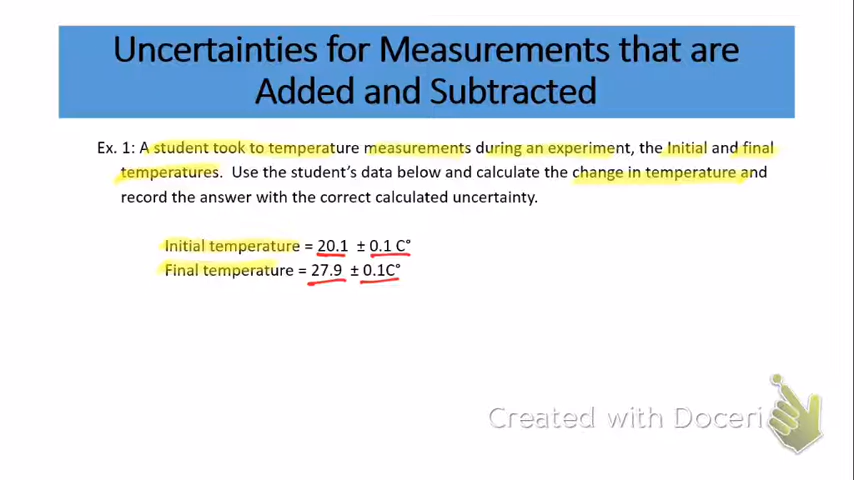 Uncertainties for Measurements that are
Added and Subtracted
Ex. 1: A student took to temperature measurements during an experiment, the Initial and final
temperatures. Use the student's data below and calculate the change in temperature and
record the answer with the correct calculated uncertainty.
Initial temperature = 20.1 ± 0.1 C°
Final temperature = 27.9 ± 0.1C°
Created with Doceri